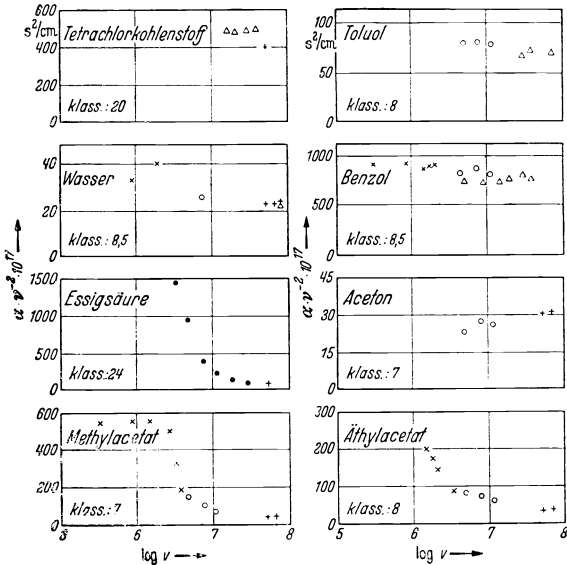 600
s²/cm
400
200
0
Tetrachlorkohlenstoff
klass.: 20
100
s²/cm
50
0
Toluol
klass.: 8
40
20
0
Wasser
klass.: 8,5
1000
500
0
Benzol
klass.: 8,5
α·ν⁻²·10¹⁷
α·ν⁻²·10¹⁷
1500
1000
500
0
Essigsäure
klass.: 24
45
30
15
0
Aceton
klass.: 7
600
400
200
0
Methylacetat
klass.: 7
300
200
100
0
Äthylacetat
klass.: 8
5 6 7 8
log ν
5 6 7 8
log ν